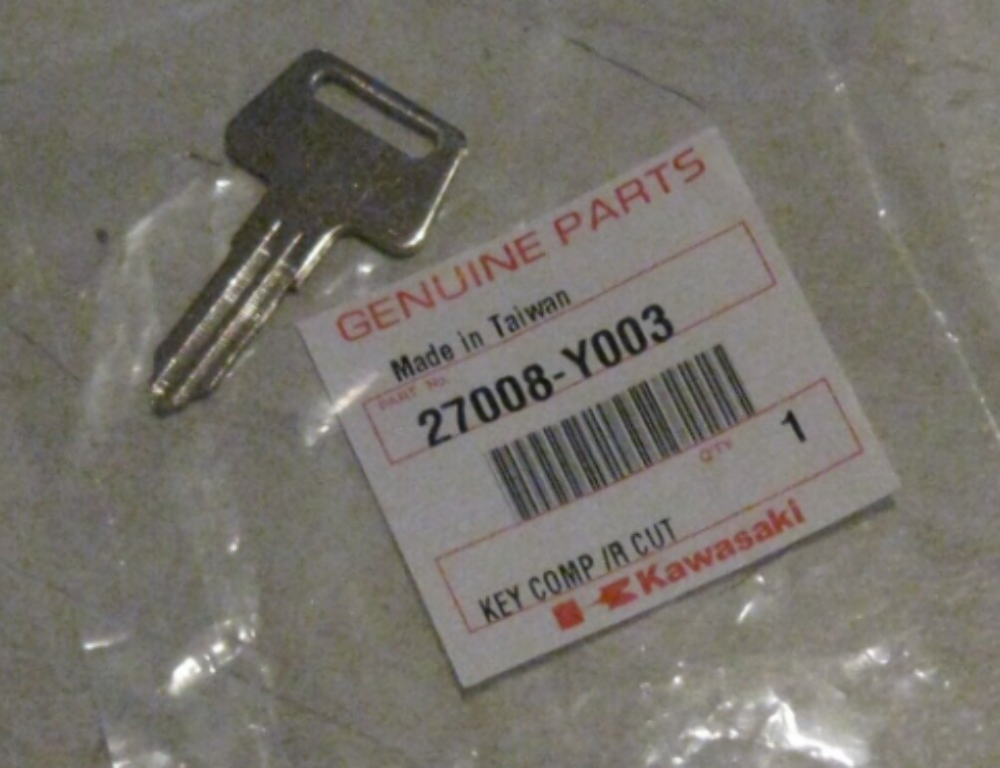 GENUINE PARTS
Made in Taiwan
PART No.
27008-Y003
Q'TY 1
KEY COMP /R CUT
Kawasaki